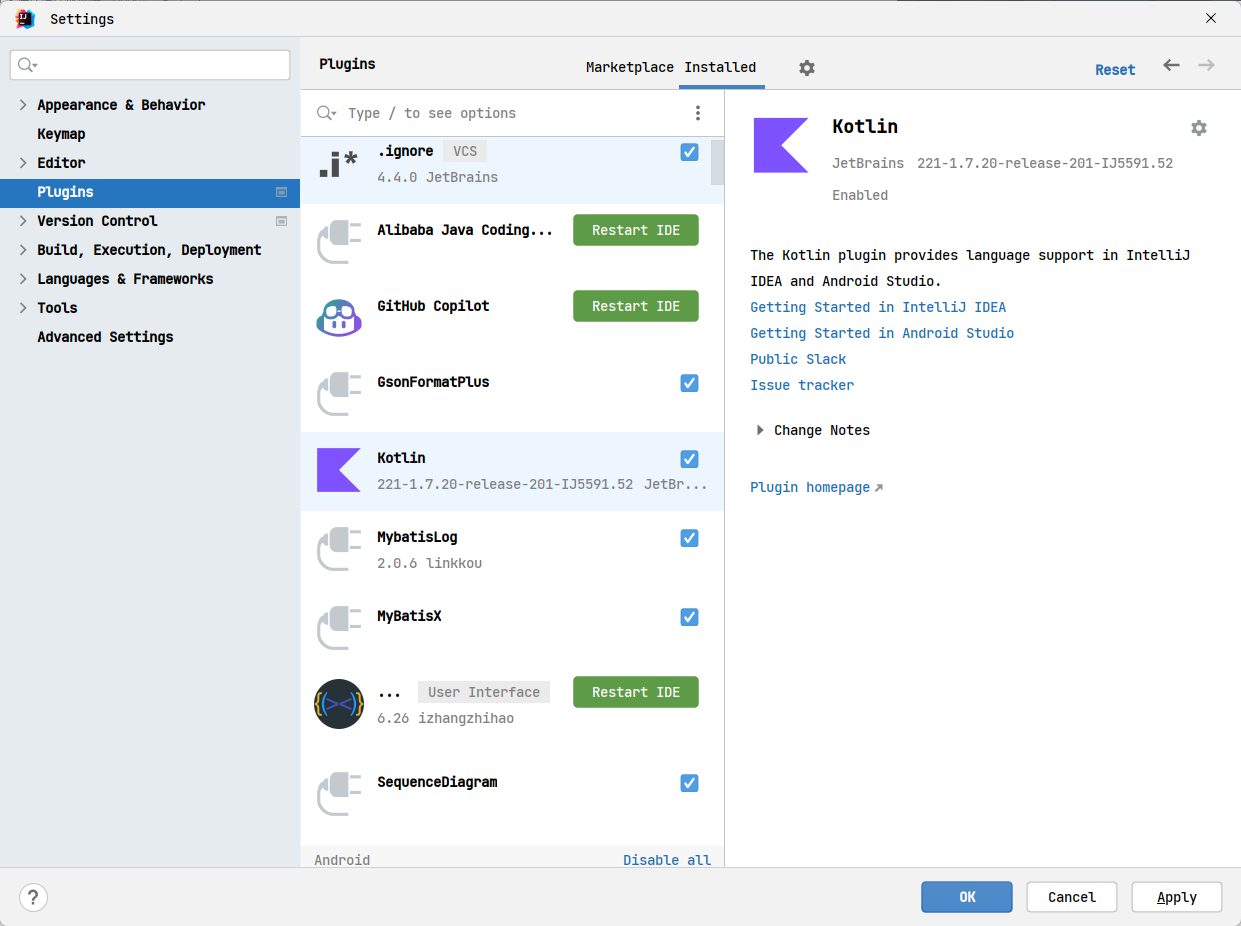 Settings
Appearance & Behavior
Keymap
Editor
Plugins
Version Control
Build, Execution, Deployment
Languages & Frameworks
Tools
Advanced Settings
Plugins
Marketplace Installed
Reset
Type / to see options
.ignore VCS
4.4.0 JetBrains
Alibaba Java Coding... Restart IDE
GitHub Copilot Restart IDE
GsonFormatPlus
Kotlin
221-1.7.20-release-201-IJ5591.52 JetBr...
MybatisLog
2.0.6 linkkou
MyBatisX
... User Interface Restart IDE
6.26 izhangzhihao
SequenceDiagram
Android Disable all
Kotlin
JetBrains 221-1.7.20-release-201-IJ5591.52
Enabled
The Kotlin plugin provides language support in IntelliJ
IDEA and Android Studio.
Getting Started in IntelliJ IDEA
Getting Started in Android Studio
Public Slack
Issue tracker
Change Notes
Plugin homepage
? OK Cancel Apply